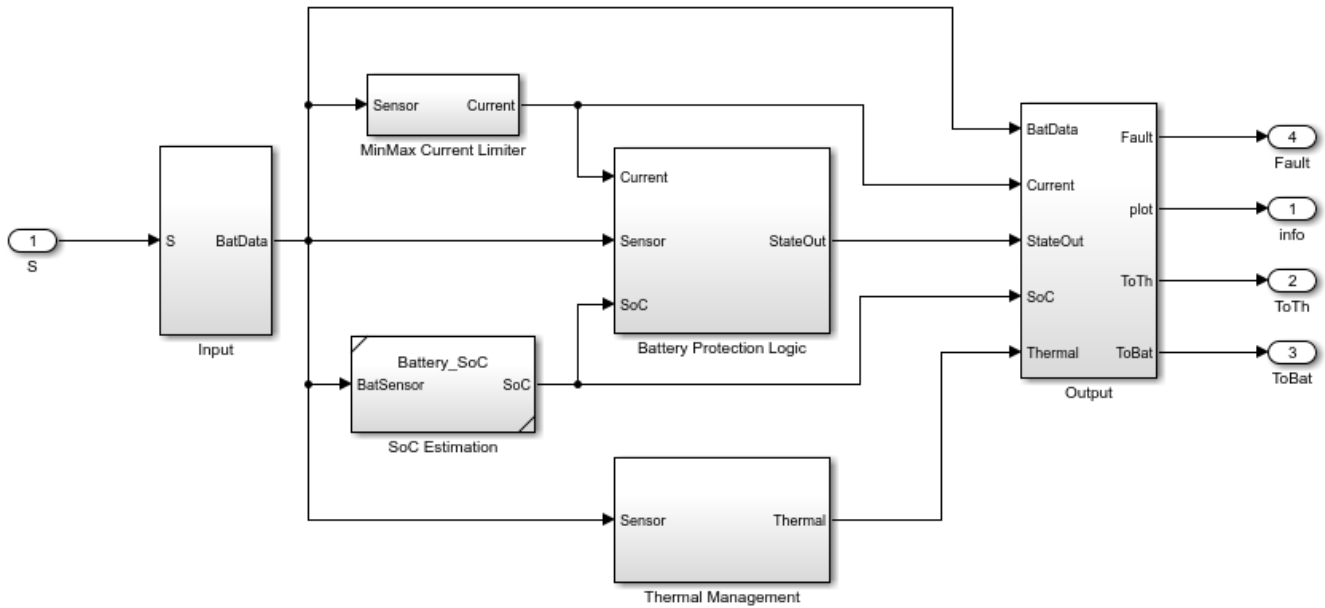 1
S
S
BatData
Input
Sensor
Current
MinMax Current Limiter
Current
Sensor
SoC
StateOut
Battery Protection Logic
Battery_SoC
BatSensor
SoC
SoC Estimation
Sensor
Thermal
Thermal Management
BatData
Current
StateOut
SoC
Thermal
Fault
plot
ToTh
ToBat
Output
4
Fault
1
info
2
ToTh
3
ToBat